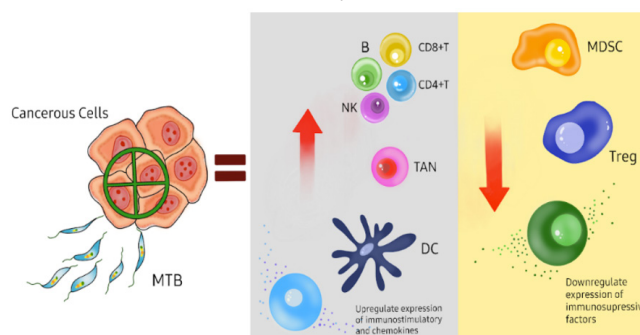 Cancerous Cells
MTB
B
CD8+T
CD4+T
NK
TAN
DC
Upregulate expression
of immunostimulatory
and chemokines
MDSC
Treg
Downregulate
expression of
immunosupressive
factors